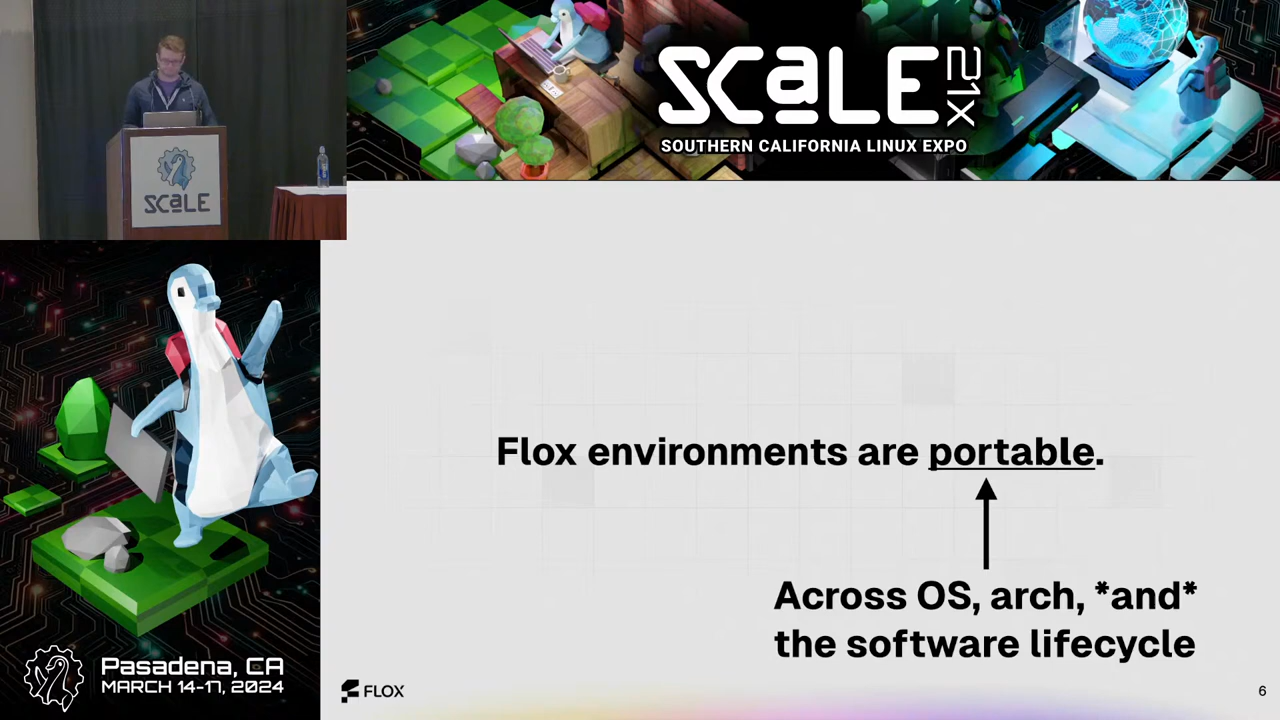 SCALE
SCALE 21X
SOUTHERN CALIFORNIA LINUX EXPO
Flox environments are portable.
Across OS, arch, *and*
the software lifecycle
Pasadena, CA
MARCH 14-17, 2024
FLOX
6